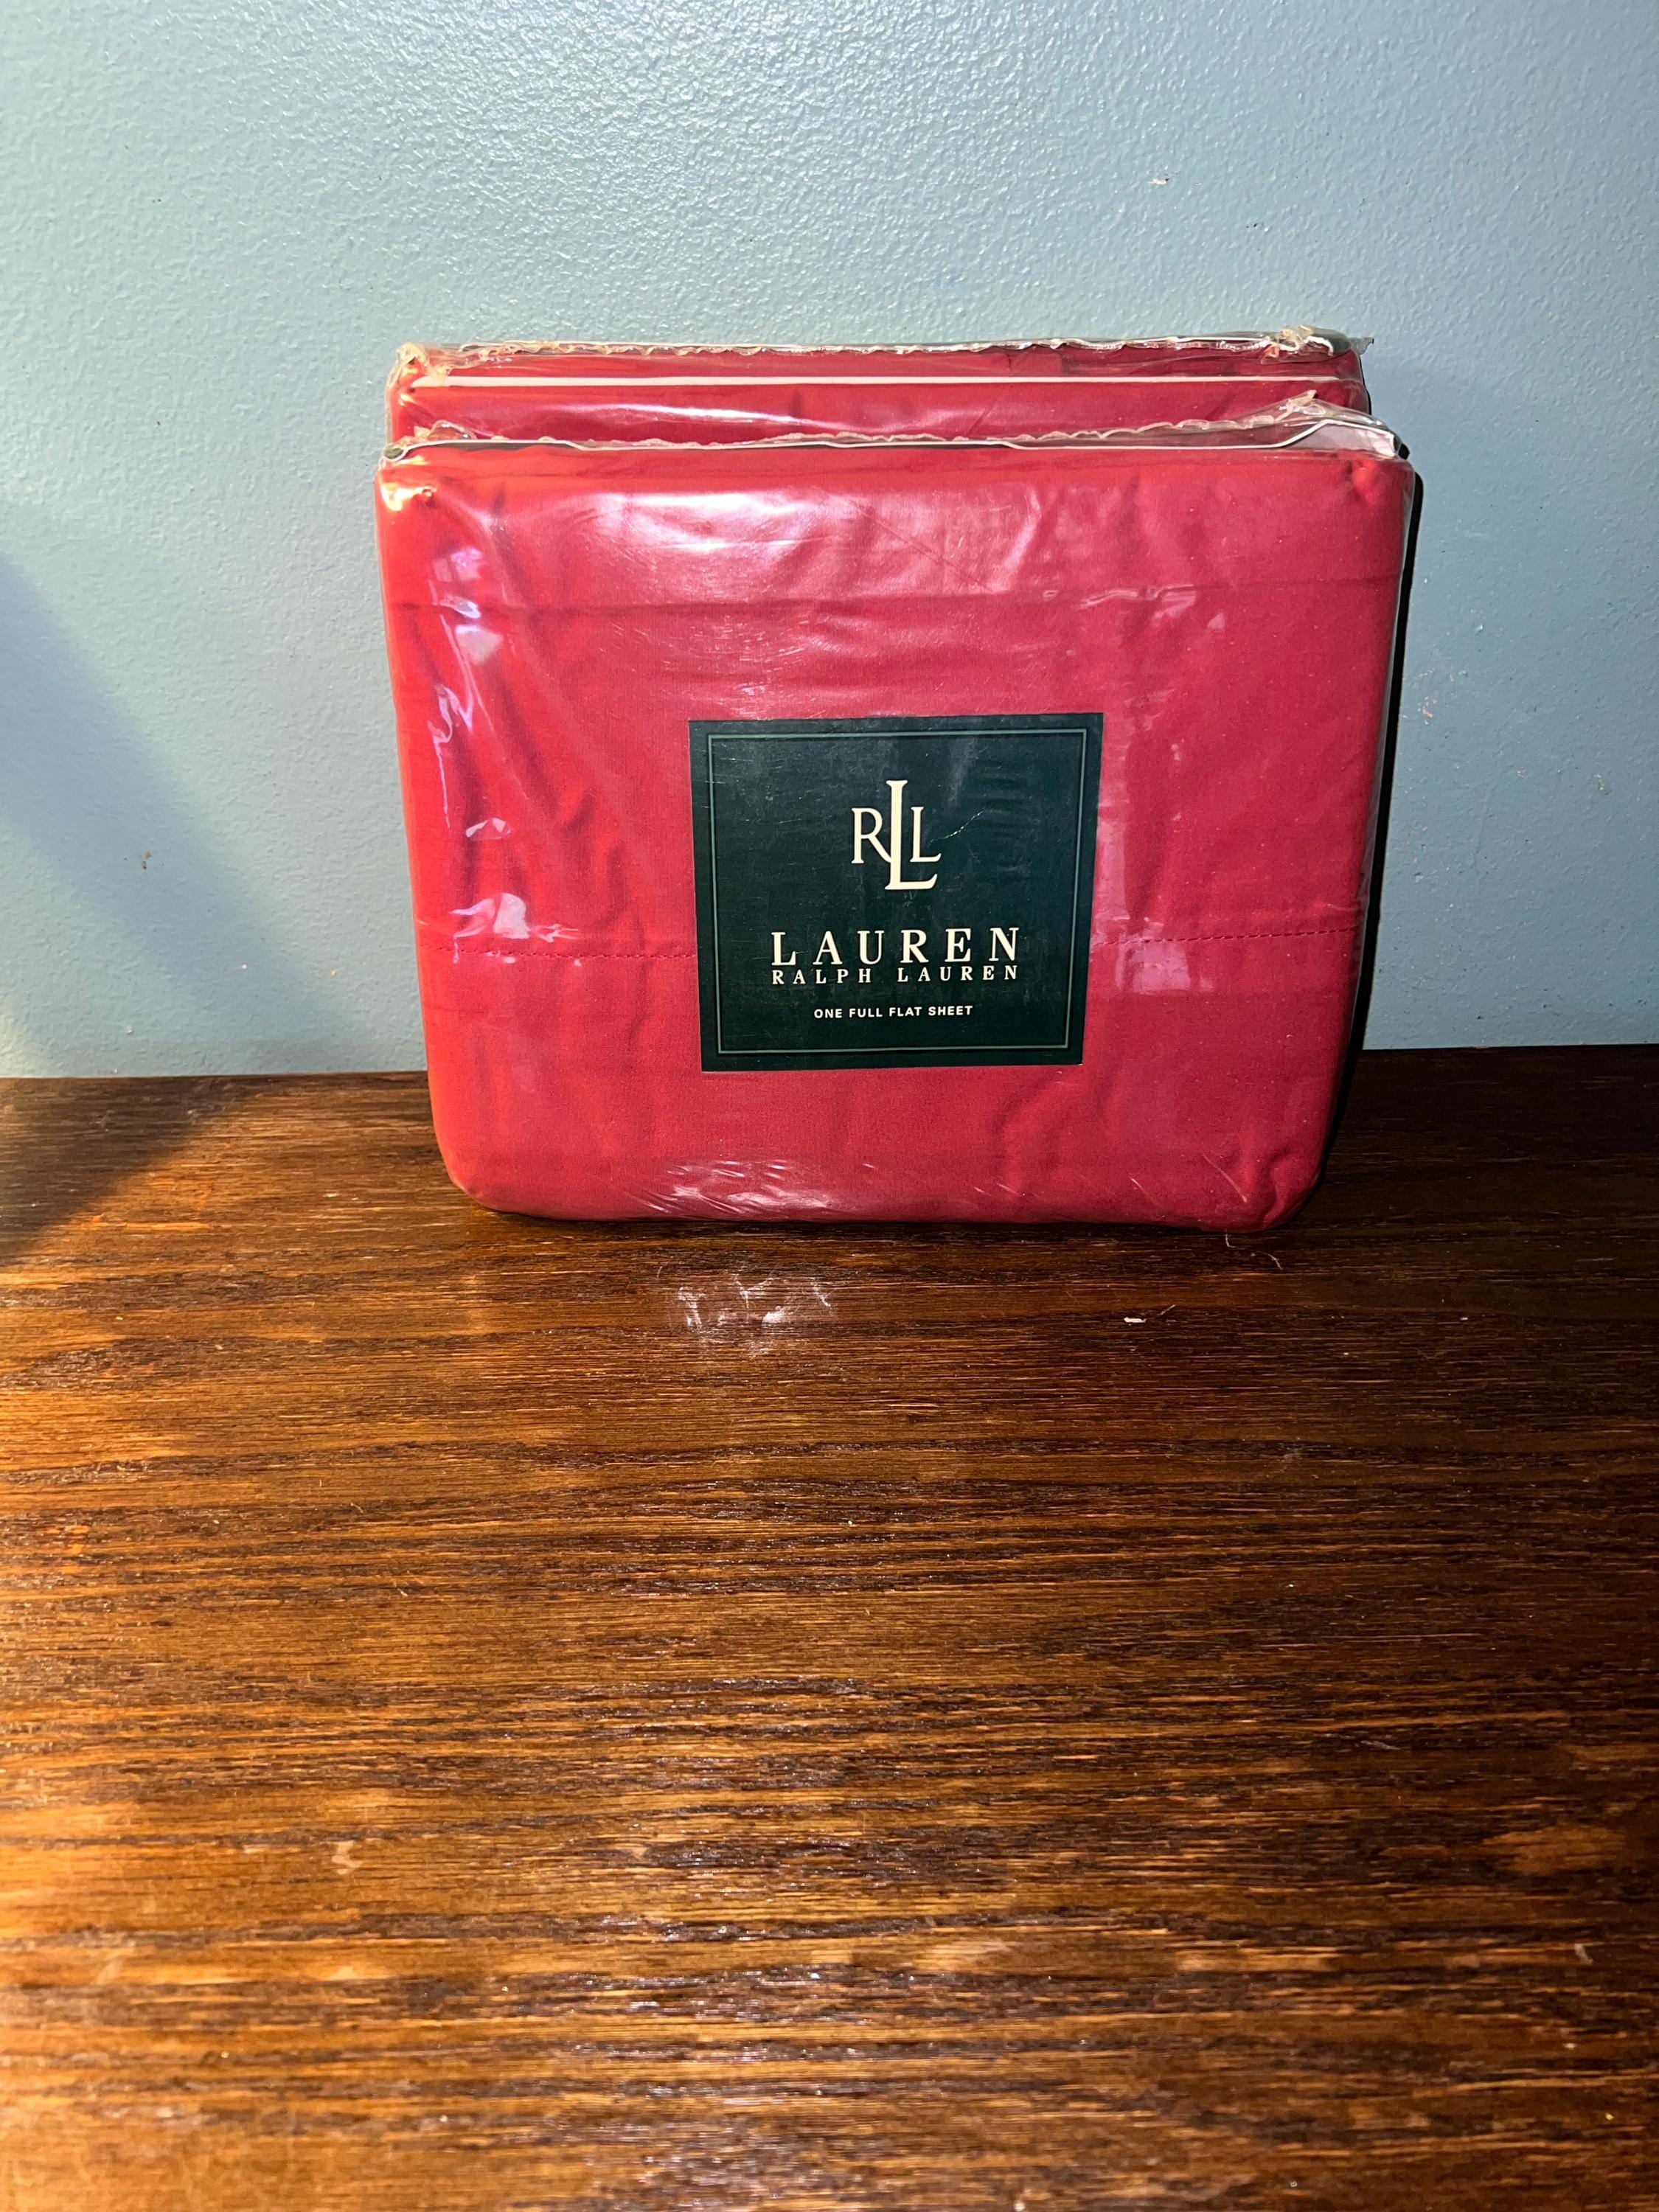 RLL
LAUREN
RALPH LAUREN
ONE FULL FLAT SHEET